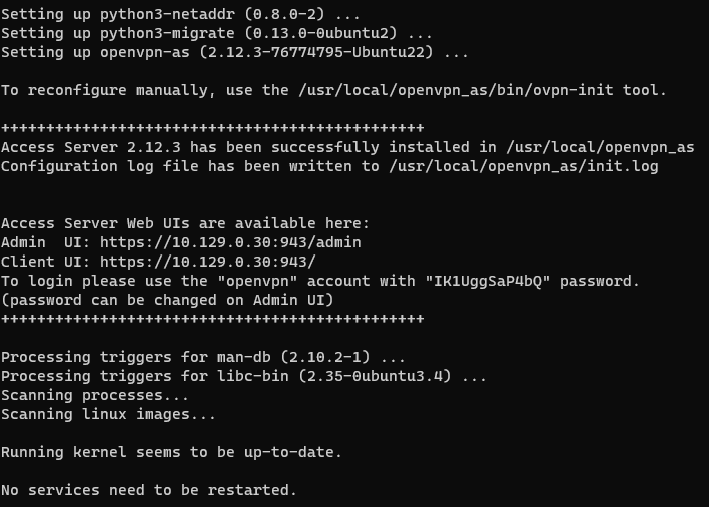 Setting up python3-netaddr (0.8.0-2) ...
Setting up python3-migrate (0.13.0-0ubuntu2) ...
Setting up openvpn-as (2.12.3-76774795-Ubuntu22) ...
To reconfigure manually, use the /usr/local/openvpn_as/bin/ovpn-init tool.
+++++++++++++++++++++++++++++++++++++++++++++++
Access Server 2.12.3 has been successfully installed in /usr/local/openvpn_as
Configuration log file has been written to /usr/local/openvpn_as/init.log
Access Server Web UIs are available here:
Admin  UI: https://10.129.0.30:943/admin
Client UI: https://10.129.0.30:943/
To login please use the "openvpn" account with "IK1UggSaP4bQ" password.
(password can be changed on Admin UI)
+++++++++++++++++++++++++++++++++++++++++++++++
Processing triggers for man-db (2.10.2-1) ...
Processing triggers for libc-bin (2.35-0ubuntu3.4) ...
Scanning processes...
Scanning linux images...
Running kernel seems to be up-to-date.
No services need to be restarted.